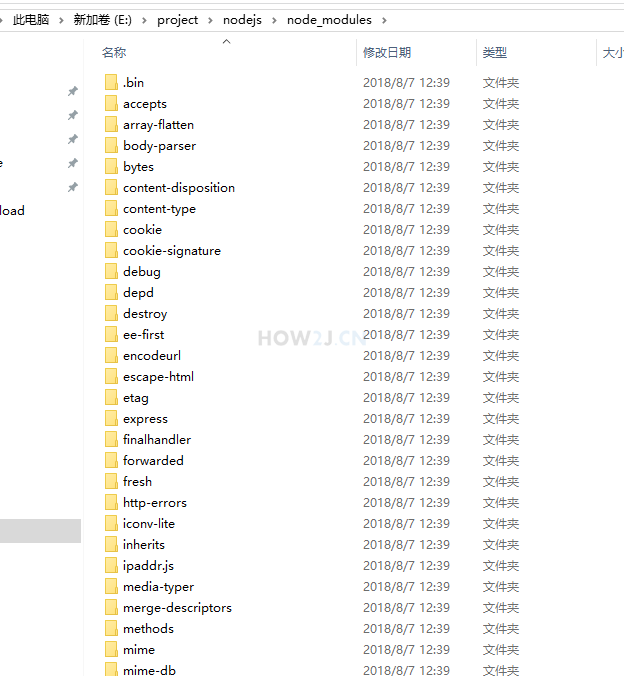 此电脑 > 新加卷 (E:) > project > nodejs > node_modules >
名称 修改日期 类型 大小
.bin 2018/8/7 12:39 文件夹
accepts 2018/8/7 12:39 文件夹
array-flatten 2018/8/7 12:39 文件夹
body-parser 2018/8/7 12:39 文件夹
bytes 2018/8/7 12:39 文件夹
content-disposition 2018/8/7 12:39 文件夹
load content-type 2018/8/7 12:39 文件夹
cookie 2018/8/7 12:39 文件夹
cookie-signature 2018/8/7 12:39 文件夹
debug 2018/8/7 12:39 文件夹
depd 2018/8/7 12:39 文件夹
destroy 2018/8/7 12:39 文件夹
ee-first 2018/8/7 12:39 文件夹
HOW2J.CN
encodeurl 2018/8/7 12:39 文件夹
escape-html 2018/8/7 12:39 文件夹
etag 2018/8/7 12:39 文件夹
express 2018/8/7 12:39 文件夹
finalhandler 2018/8/7 12:39 文件夹
forwarded 2018/8/7 12:39 文件夹
fresh 2018/8/7 12:39 文件夹
http-errors 2018/8/7 12:39 文件夹
iconv-lite 2018/8/7 12:39 文件夹
inherits 2018/8/7 12:39 文件夹
ipaddr.js 2018/8/7 12:39 文件夹
media-typer 2018/8/7 12:39 文件夹
merge-descriptors 2018/8/7 12:39 文件夹
methods 2018/8/7 12:39 文件夹
mime 2018/8/7 12:39 文件夹
mime-db 2018/8/7 12:39 文件夹